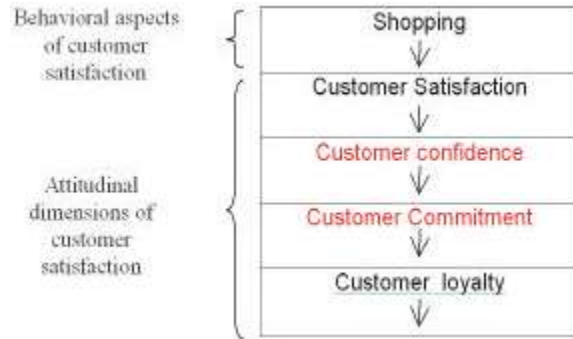 Behavioral aspects
of customer
satisfaction
Shopping
Customer Satisfaction
Customer confidence
Attitudinal
dimensions of
customer
satisfaction
Customer Commitment
Customer loyalty